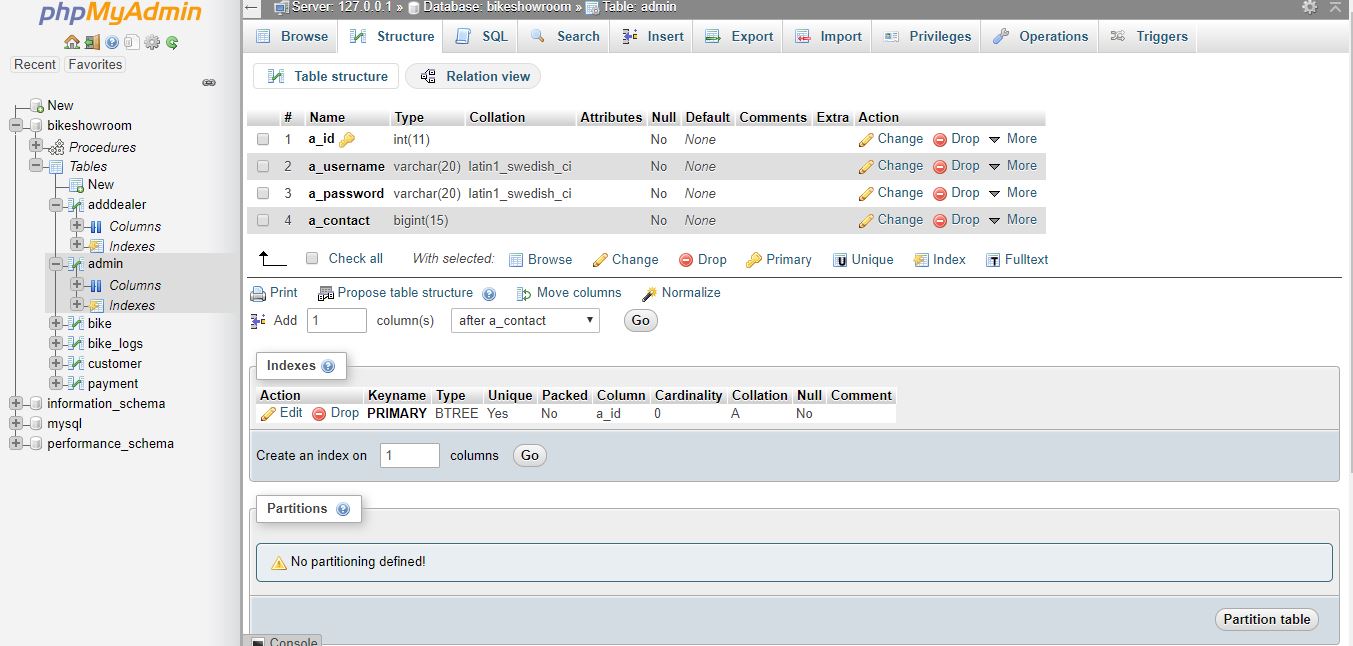 phpMyAdmin
Recent Favorites
New
bikeshowroom
Procedures
Tables
New
adddealer
Columns
Indexes
admin
Columns
Indexes
bike
bike_logs
customer
payment
information_schema
mysql
performance_schema
Server: 127.0.0.1 » Database: bikeshowroom » Table: admin
Browse Structure SQL Search Insert Export Import Privileges Operations Triggers
Table structure Relation view
# Name Type Collation Attributes Null Default Comments Extra Action
1 a_id int(11) No None Change Drop More
2 a_username varchar(20) latin1_swedish_ci No None Change Drop More
3 a_password varchar(20) latin1_swedish_ci No None Change Drop More
4 a_contact bigint(15) No None Change Drop More
Check all With selected: Browse Change Drop Primary Unique Index Fulltext
Print Propose table structure Move columns Normalize
Add 1 column(s) after a_contact Go
Indexes
Action Keyname Type Unique Packed Column Cardinality Collation Null Comment
Edit Drop PRIMARY BTREE Yes No a_id 0 A No
Create an index on 1 columns Go
Partitions
No partitioning defined!
Partition table
Console